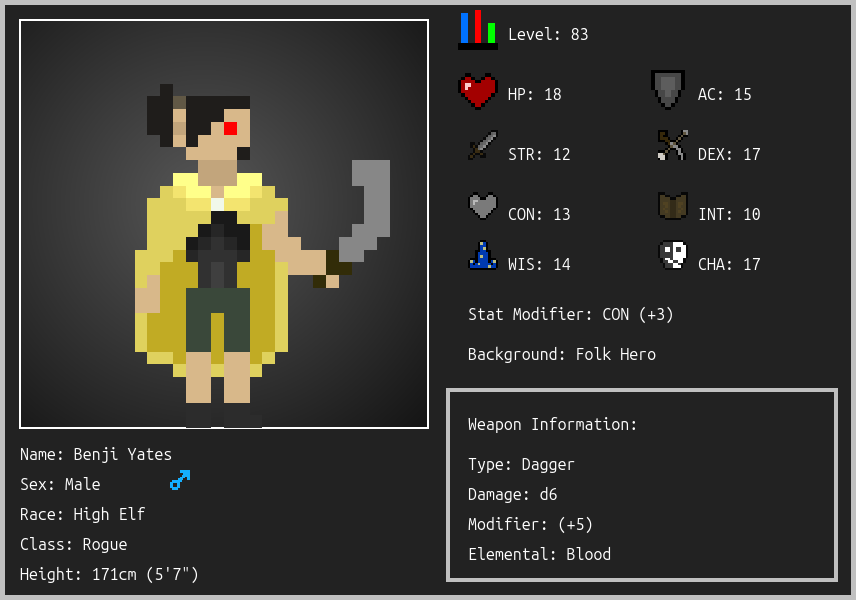 Level: 83
HP: 18
AC: 15
STR: 12
DEX: 17
CON: 13
INT: 10
WIS: 14
CHA: 17
Stat Modifier: CON (+3)
Background: Folk Hero
Weapon Information:
Type: Dagger
Damage: d6
Modifier: (+5)
Elemental: Blood
Name: Benji Yates
Sex: Male
Race: High Elf
Class: Rogue
Height: 171cm (5'7")